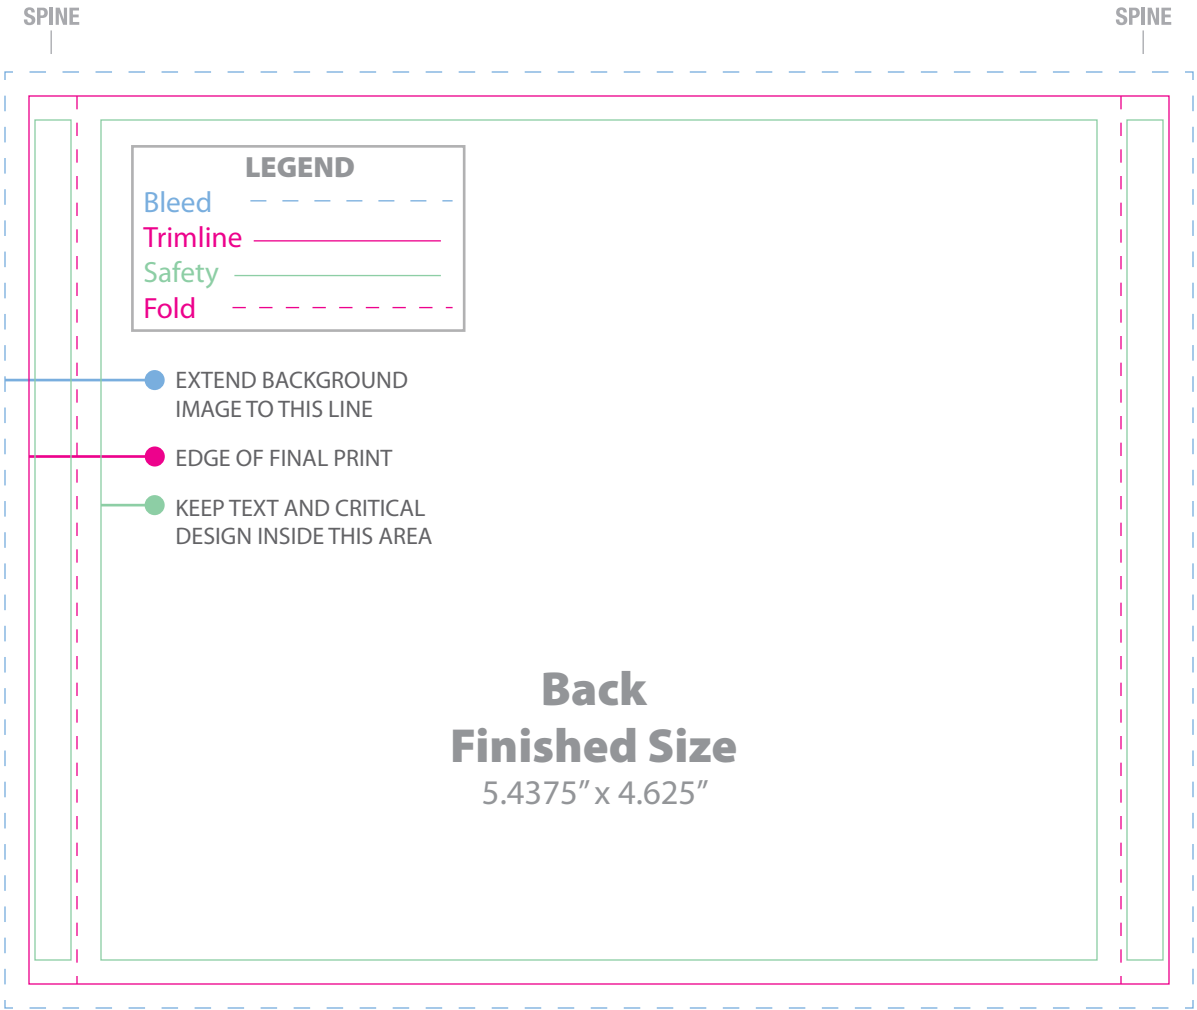 SPINE
SPINE
LEGEND
Bleed
Trimline
Safety
Fold
EXTEND BACKGROUND
IMAGE TO THIS LINE
EDGE OF FINAL PRINT
KEEP TEXT AND CRITICAL
DESIGN INSIDE THIS AREA
Back
Finished Size
5.4375” x 4.625”